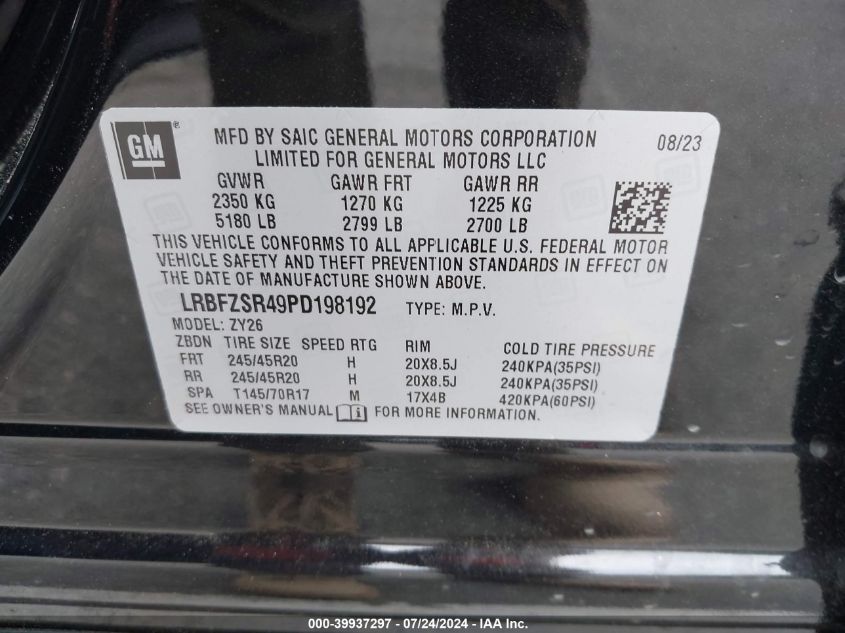 GM
®
MFD BY SAIC GENERAL MOTORS CORPORATION 08/23
LIMITED FOR GENERAL MOTORS LLC
GVWR GAWR FRT GAWR RR
2350 KG 1270 KG 1225 KG
5180 LB 2799 LB 2700 LB
THIS VEHICLE CONFORMS TO ALL APPLICABLE U.S. FEDERAL MOTOR
VEHICLE SAFETY AND THEFT PREVENTION STANDARDS IN EFFECT ON
THE DATE OF MANUFACTURE SHOWN ABOVE.
LRBFZSR49PD198192 TYPE: M.P.V.
MODEL: ZY26
ZBDN TIRE SIZE SPEED RTG RIM COLD TIRE PRESSURE
FRT 245/45R20 H 20X8.5J 240KPA(35PSI)
RR 245/45R20 H 20X8.5J 240KPA(35PSI)
SPA T145/70R17 M 17X4B 420KPA(60PSI)
SEE OWNER'S MANUAL i FOR MORE INFORMATION.
000-39937297 - 07/24/2024 - IAA Inc.